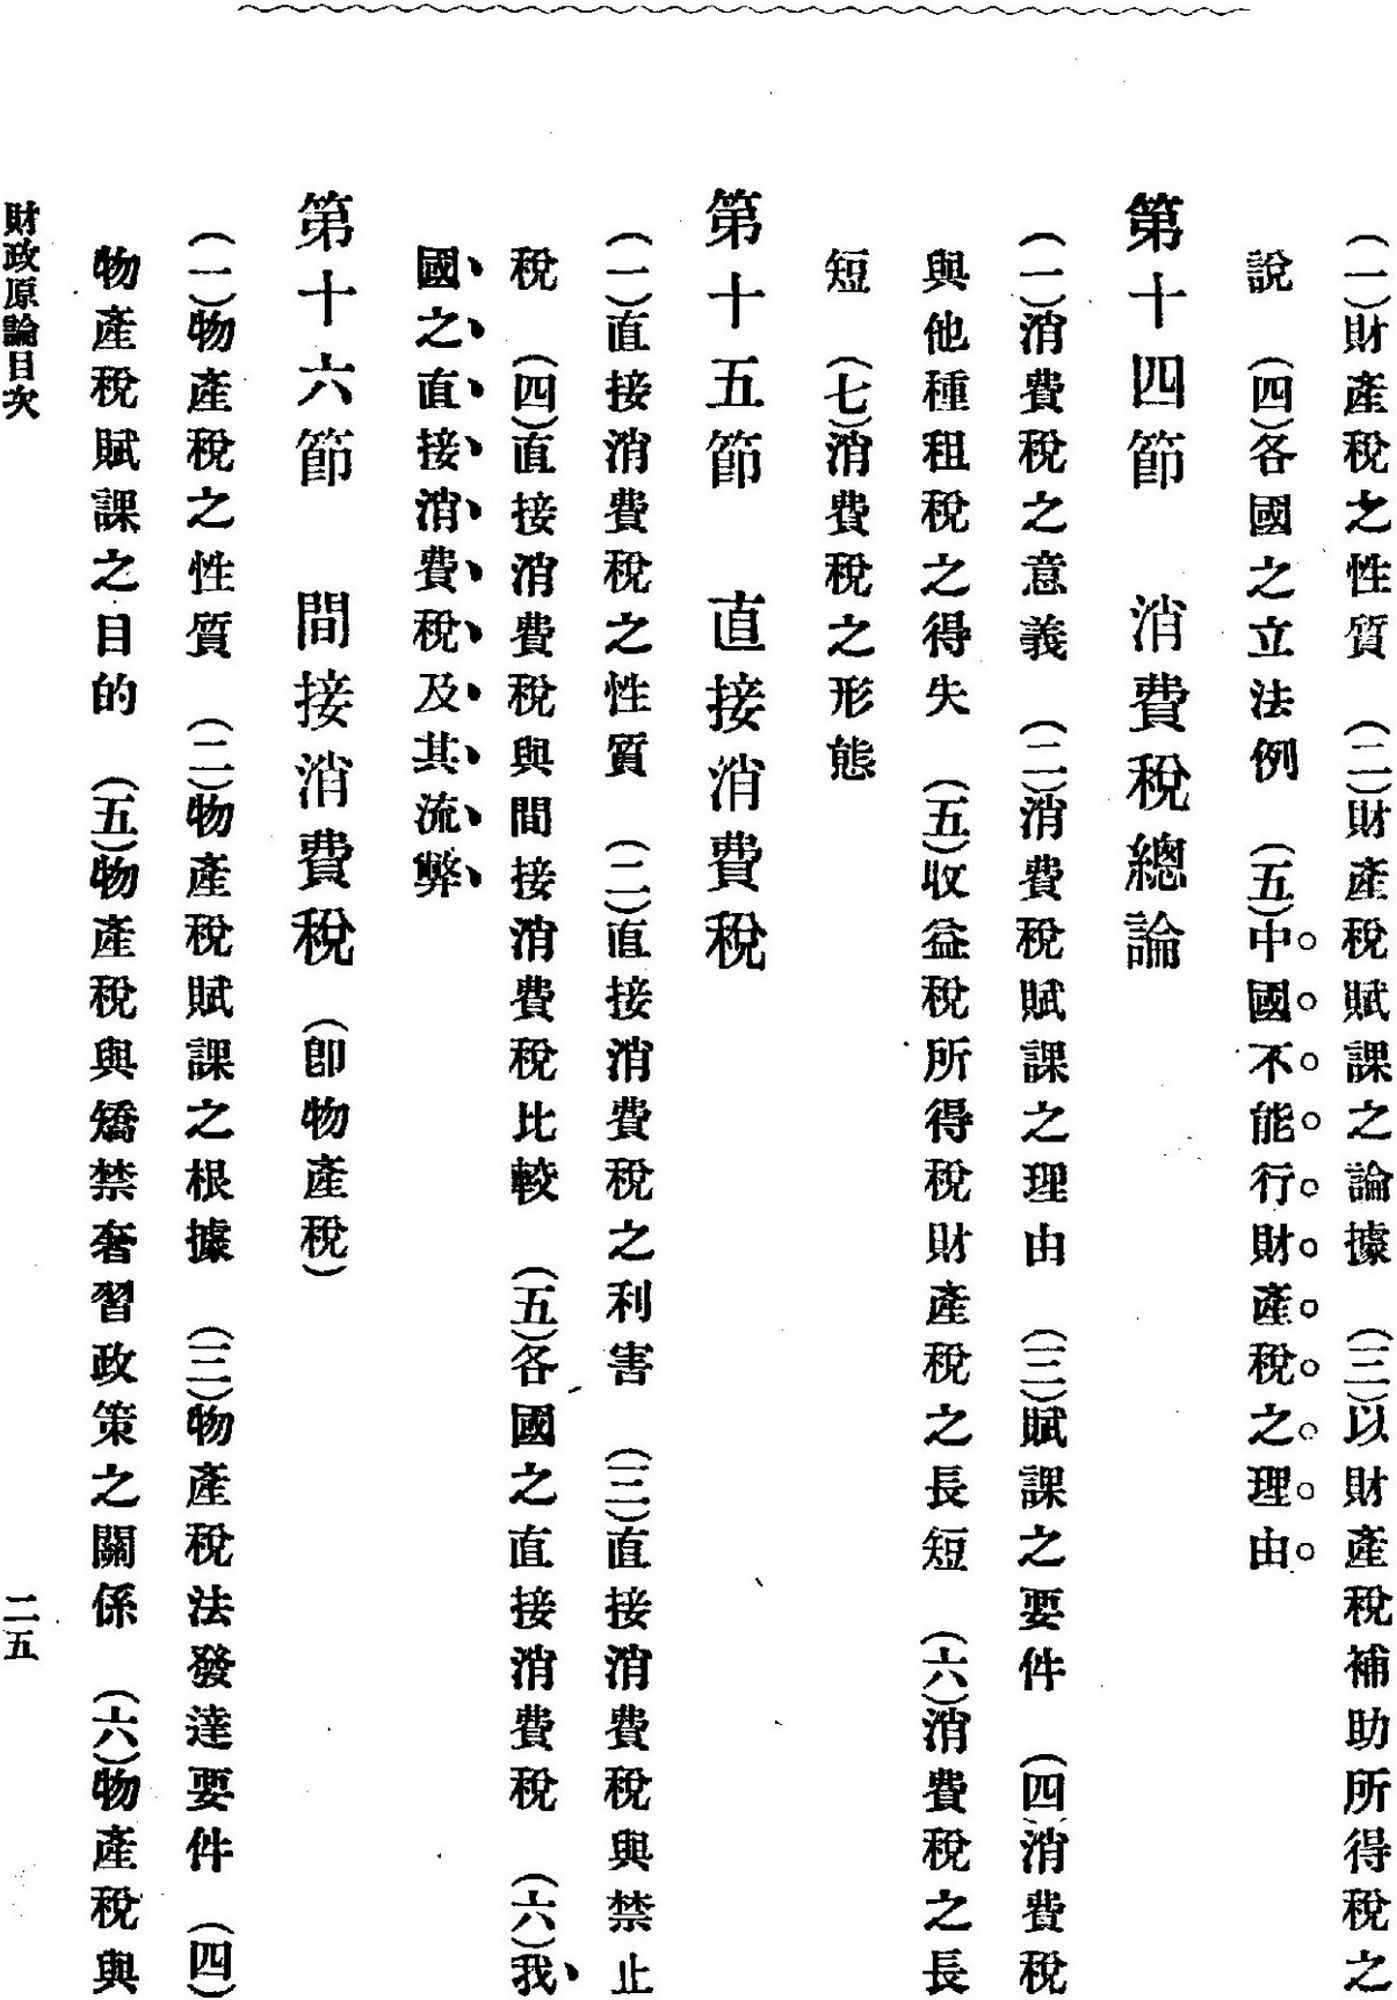 (一)財產稅之性質　(二)財產稅賦課之論據　(三)以財產稅補助所得稅之
說　(四)各國之立法例　(五)中國不能行財產稅之理由
第十四節　消費稅總論
(一)消費稅之意義　(二)消費稅賦課之理由　(三)賦課之要件　(四)消費稅
與他種租稅之得失　(五)收益稅所得稅財產稅之長短　(六)消費稅之長
短　(七)消費稅之形態
第十五節　直接消費稅
(一)直接消費稅之性質　(二)直接消費稅之利害　(三)直接消費稅與禁止
稅　(四)直接消費稅與間接消費稅比較　(五)各國之直接消費稅　(六)我
國之直接消費稅及其流弊
第十六節　間接消費稅　(卽物產稅)
(一)物產稅之性質　(二)物產稅賦課之根據　(三)物產稅法發達要件　(四)
物產稅賦課之目的　(五)物產稅與矯禁奢習政策之關係　(六)物產稅與
財政原論目次　二五